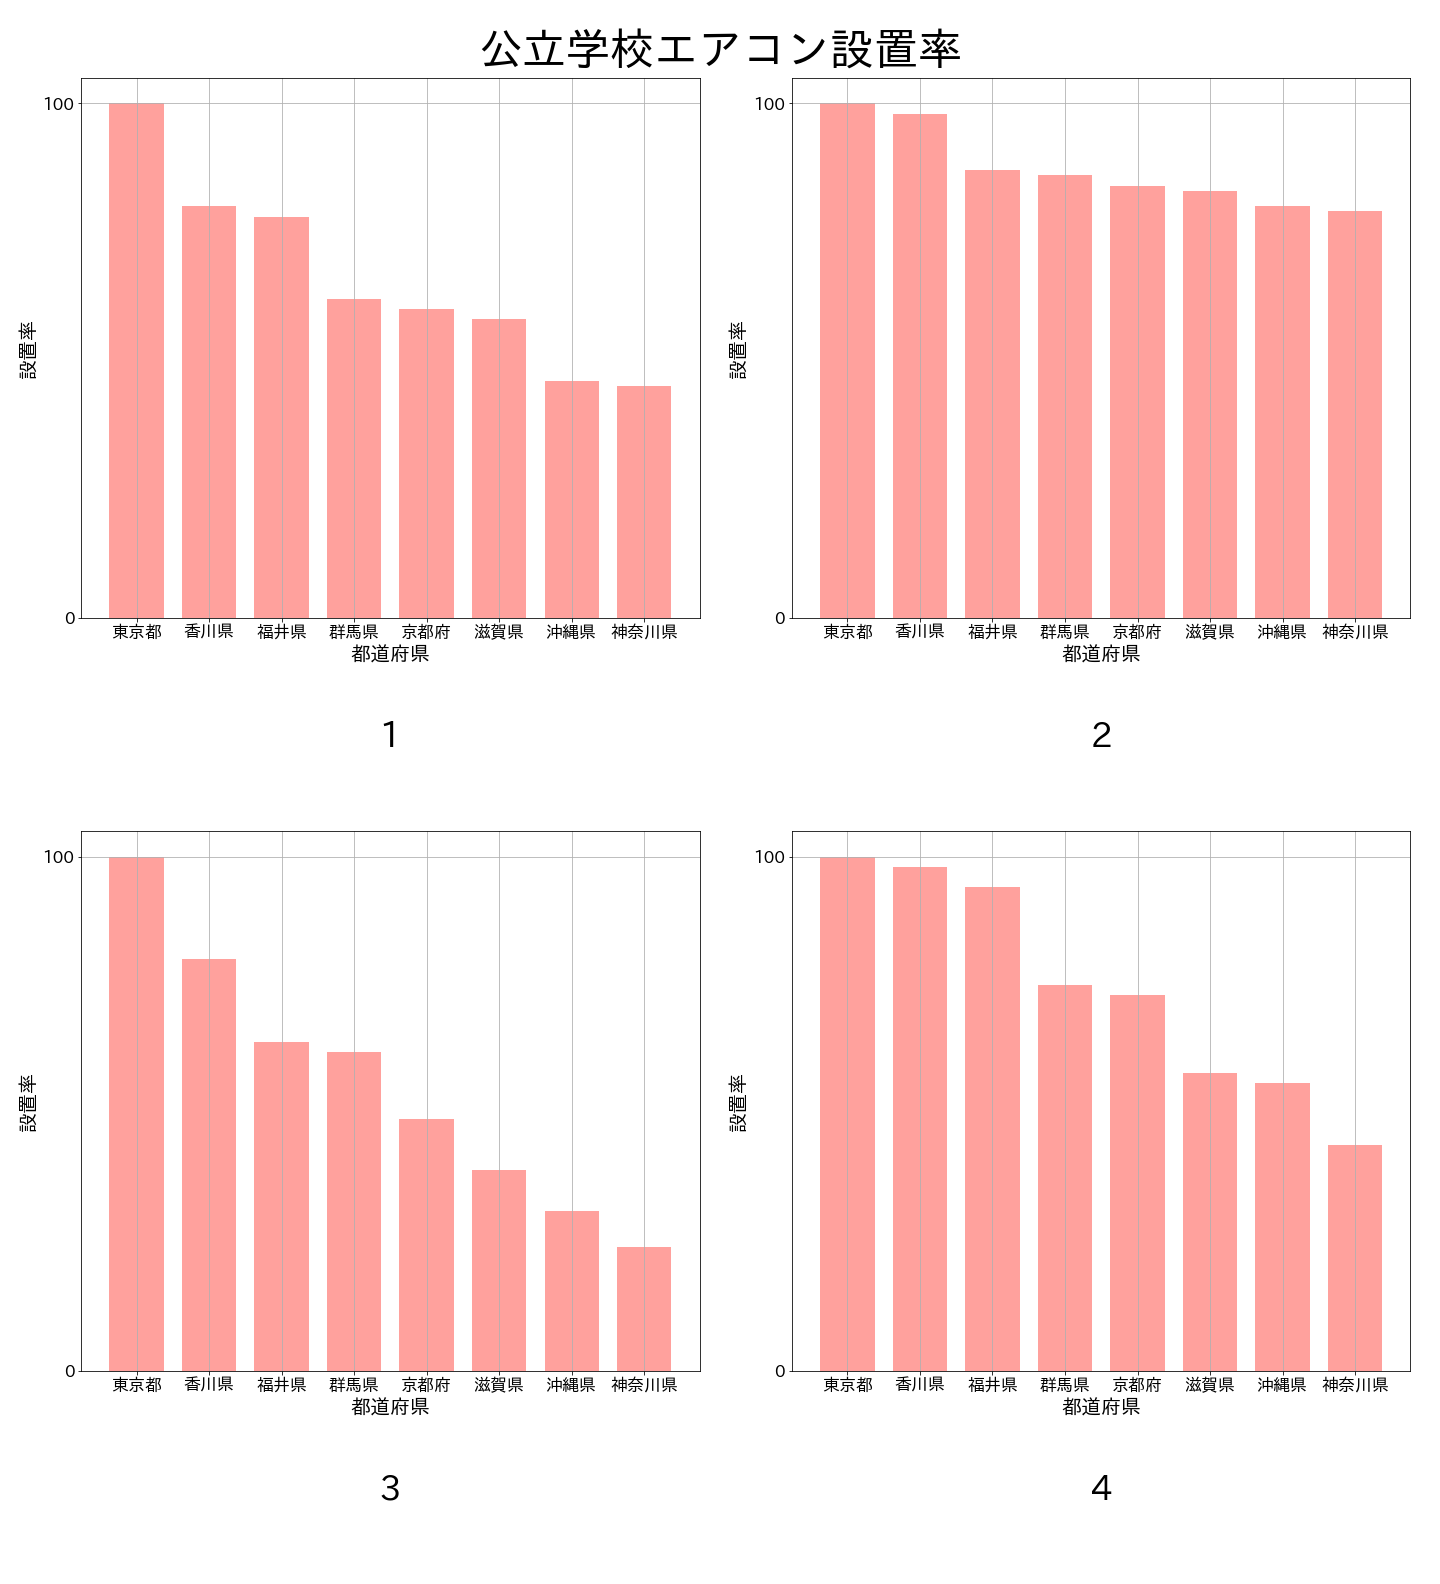 公立学校エアコン設置率
100
0
設置率
東京都 香川県 福井県 群馬県 京都府 滋賀県 沖縄県 神奈川県
都道府県
1
100
0
設置率
東京都 香川県 福井県 群馬県 京都府 滋賀県 沖縄県 神奈川県
都道府県
2
100
0
設置率
東京都 香川県 福井県 群馬県 京都府 滋賀県 沖縄県 神奈川県
都道府県
3
100
0
設置率
東京都 香川県 福井県 群馬県 京都府 滋賀県 沖縄県 神奈川県
都道府県
4